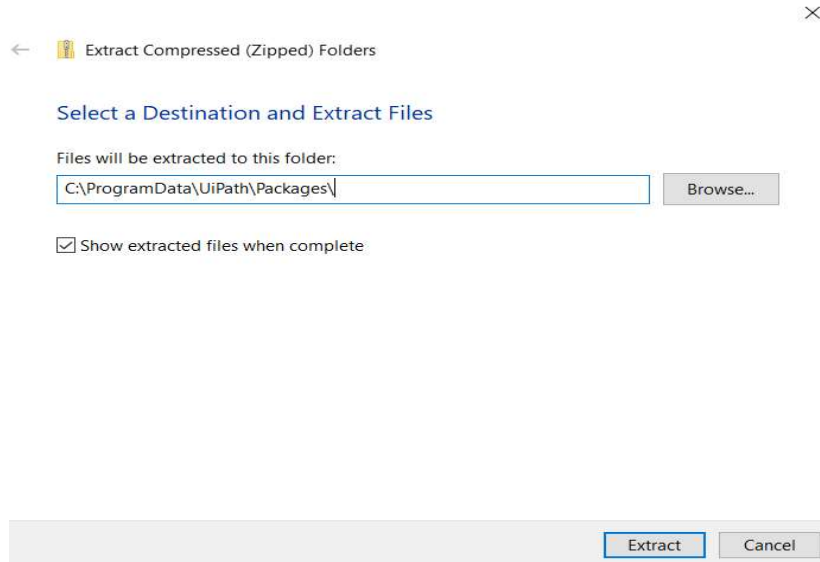 Extract Compressed (Zipped) Folders
Select a Destination and Extract Files
Files will be extracted to this folder:
C:\ProgramData\UiPath\Packages\
Browse...
Show extracted files when complete
Extract
Cancel